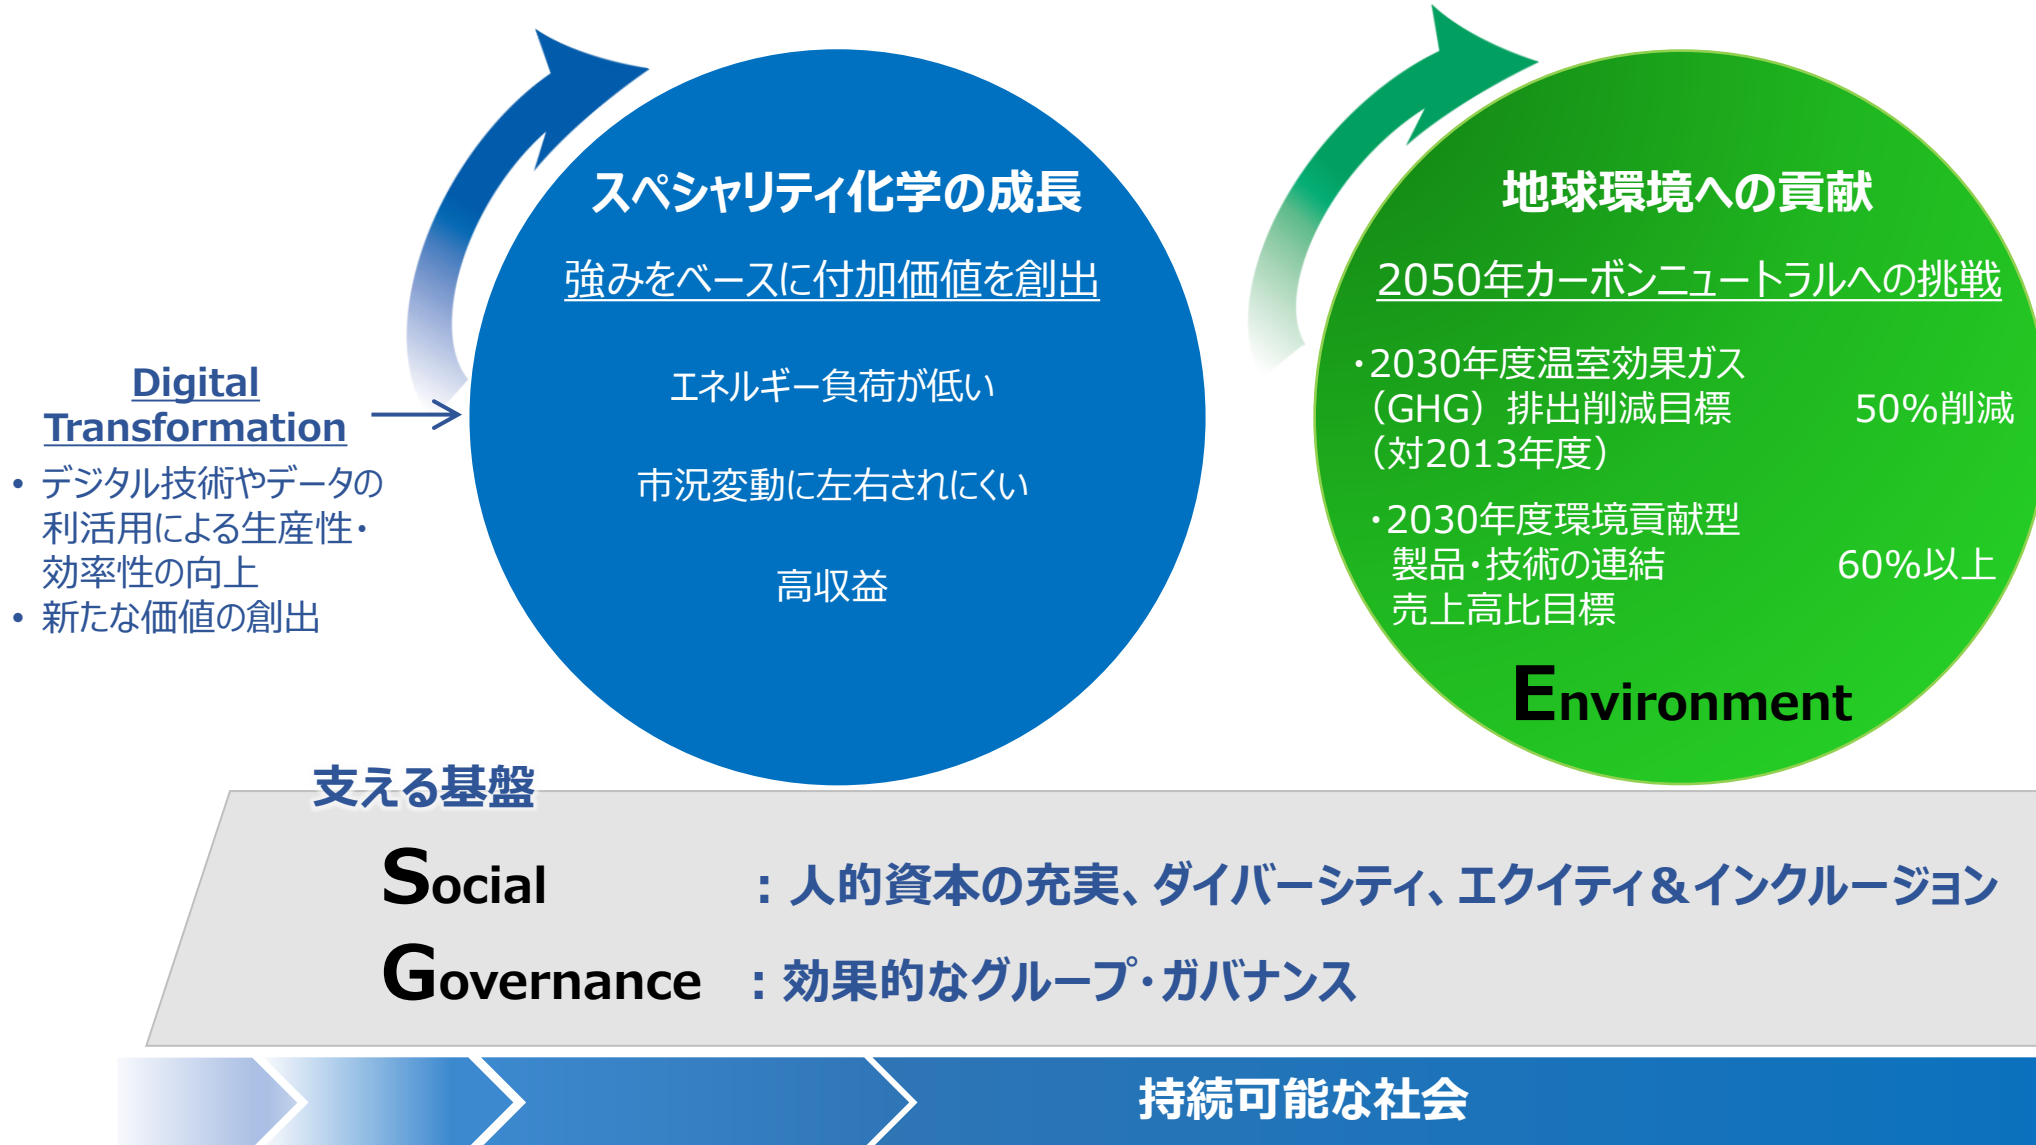 スペシャリティ化学の成長
強みをベースに付加価値を創出
エネルギー負荷が低い
市況変動に左右されにくい
高収益
地球環境への貢献
2050年カーボンニュートラルへの挑戦
・2030年度温室効果ガス
（GHG）排出削減目標 50%削減
（対2013年度）
・2030年度環境貢献型
製品・技術の連結 60%以上
売上高比目標
Environment
Digital
Transformation
• デジタル技術やデータの
利活用による生産性・
効率性の向上
• 新たな価値の創出
支える基盤
Social ：人的資本の充実、ダイバーシティ、エクイティ＆インクルージョン
Governance ：効果的なグループ・ガバナンス
持続可能な社会